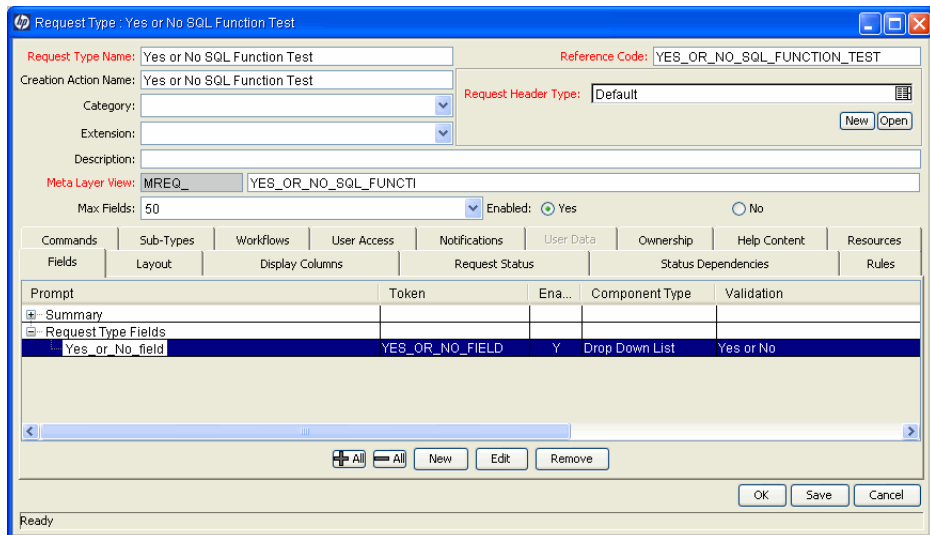 hp Request Type : Yes or No SQL Function Test
Request Type Name: Yes or No SQL Function Test Reference Code: YES_OR_NO_SQL_FUNCTION_TEST
Creation Action Name: Yes or No SQL Function Test
Request Header Type: Default
Category:
New Open
Extension:
Description:
Meta Layer View: MREQ_ YES_OR_NO_SQL_FUNCTI
Max Fields: 50 Enabled: Yes No
Commands Sub-Types Workflows User Access Notifications User Data Ownership Help Content Resources
Fields Layout Display Columns Request Status Status Dependencies Rules
Prompt Token Ena... Component Type Validation
Summary
Request Type Fields
Yes_or_No_field YES_OR_NO_FIELD Y Drop Down List Yes or No
All All New Edit Remove
OK Save Cancel
Ready